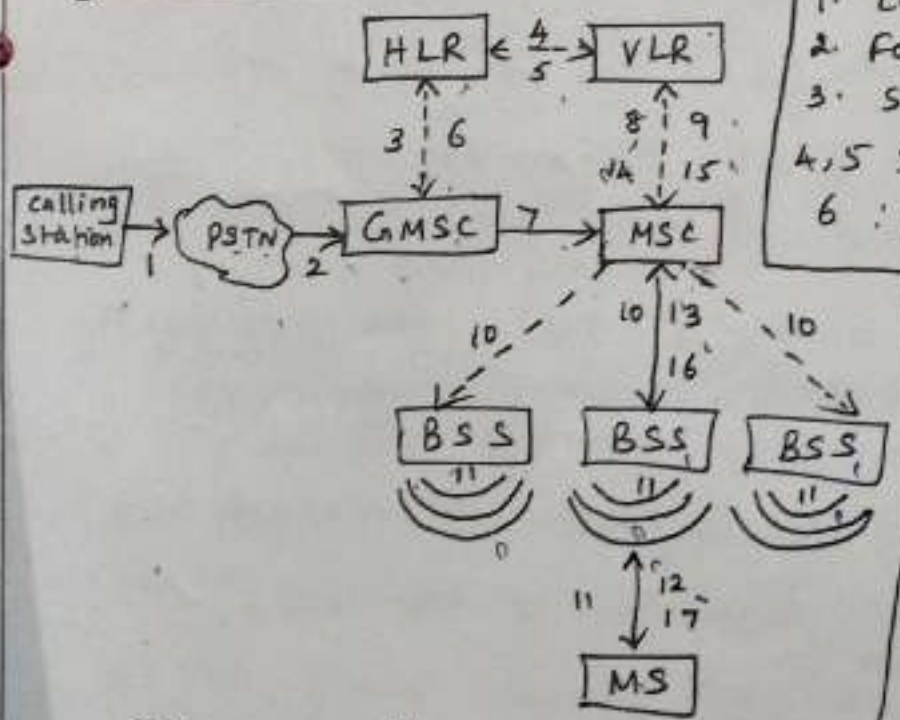 HLR
4
5
VLR
2.
3. S
4,5
6 :
3 6
8 9
14 15
calling
station
1
PSTN
2
GMSC
7
MSC
10
10 13
16
10
BSS
BSS
BSS
11
11
11
11
12
17
MS